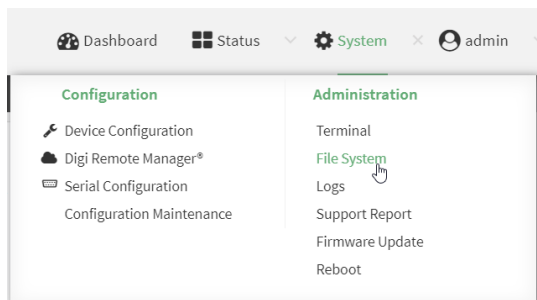 Dashboard
Status
System
admin
Configuration
Device Configuration
Digi Remote Manager®
Serial Configuration
Configuration Maintenance
Administration
Terminal
File System
Logs
Support Report
Firmware Update
Reboot